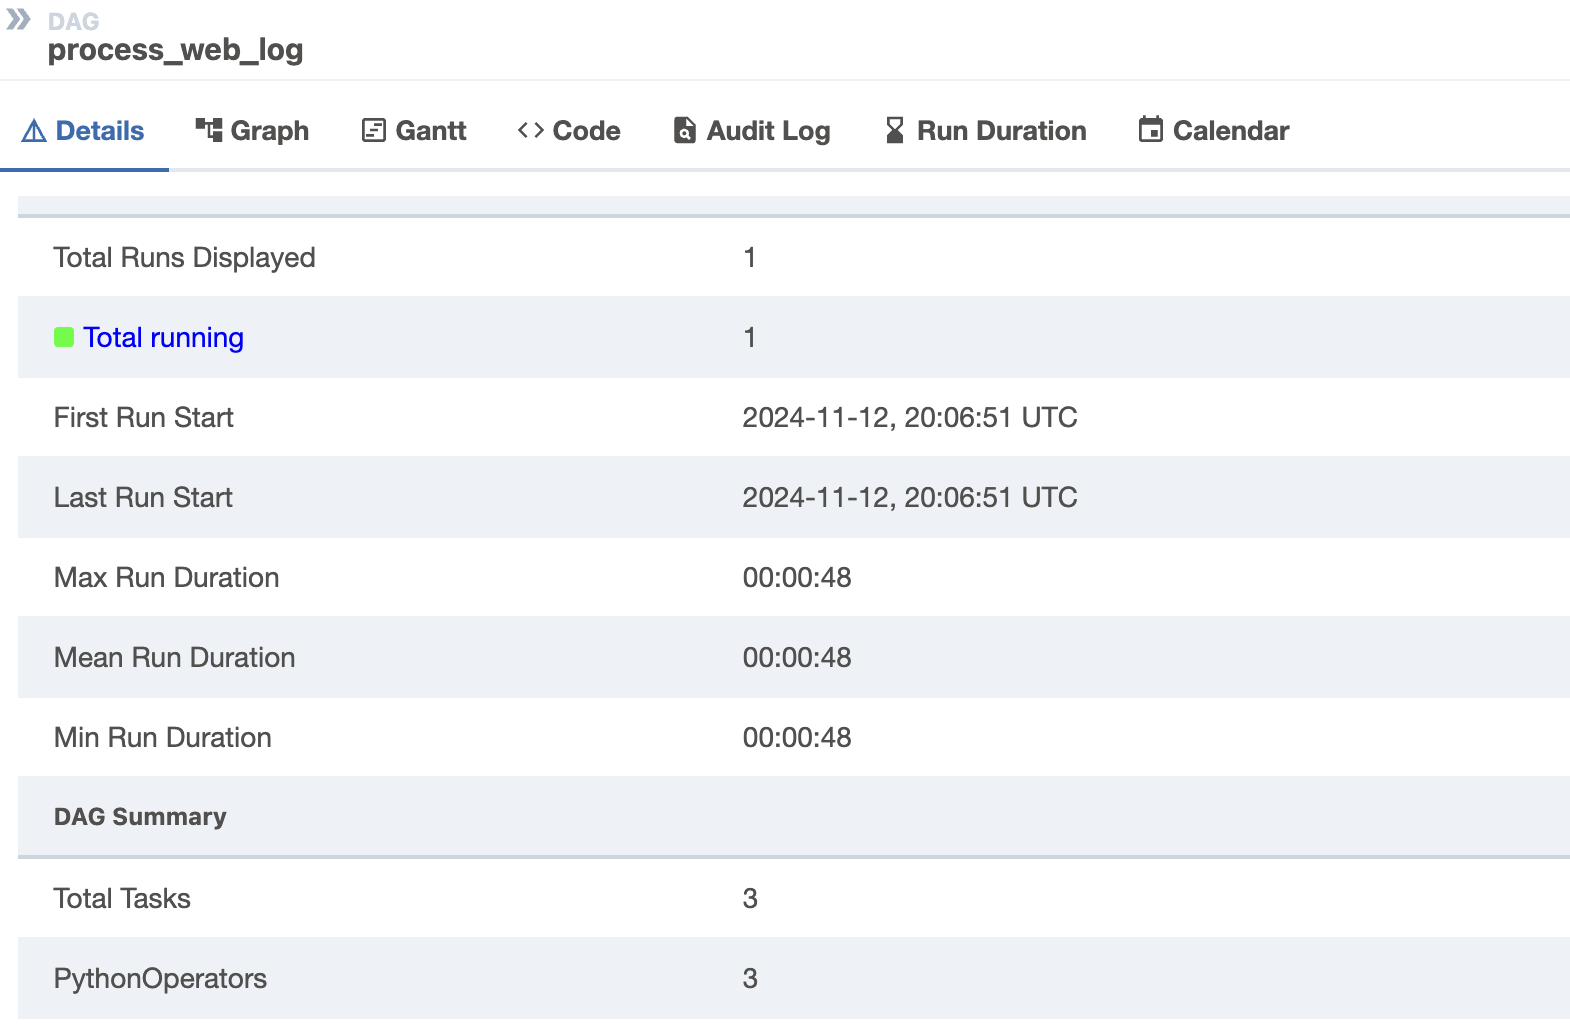 DAG
process_web_log
Details Graph Gantt Code Audit Log Run Duration Calendar
Total Runs Displayed 1
Total running 1
First Run Start 2024-11-12, 20:06:51 UTC
Last Run Start 2024-11-12, 20:06:51 UTC
Max Run Duration 00:00:48
Mean Run Duration 00:00:48
Min Run Duration 00:00:48
DAG Summary
Total Tasks 3
PythonOperators 3